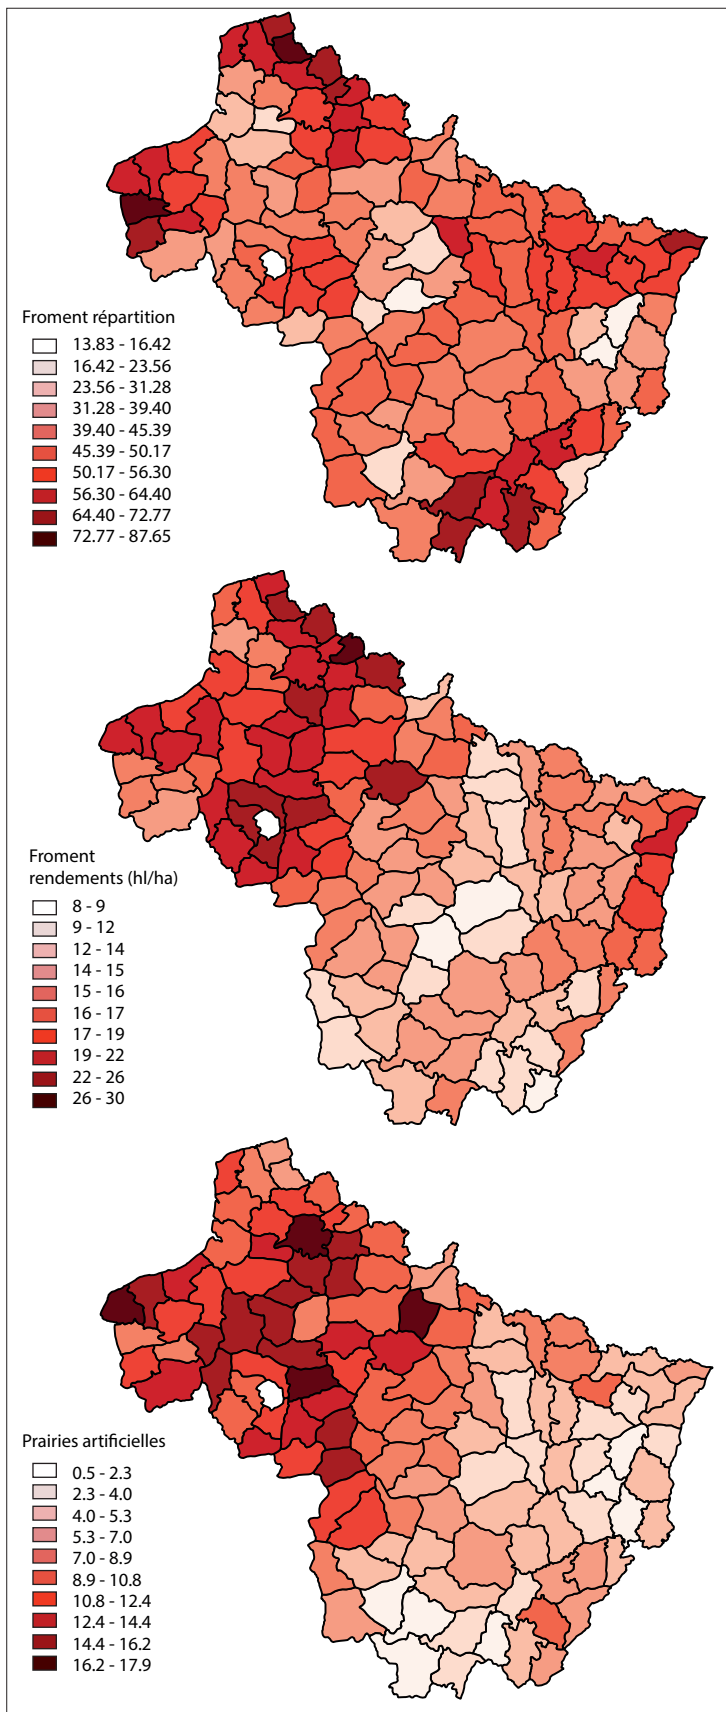 Froment répartition
13.83 - 16.42
16.42 - 23.56
23.56 - 31.28
31.28 - 39.40
39.40 - 45.39
45.39 - 50.17
50.17 - 56.30
56.30 - 64.40
64.40 - 72.77
72.77 - 87.65
Froment
rendements (hl/ha)
8 - 9
9 - 12
12 - 14
14 - 15
15 - 16
16 - 17
17 - 19
19 - 22
22 - 26
26 - 30
Prairies artificielles
0.5 - 2.3
2.3 - 4.0
4.0 - 5.3
5.3 - 7.0
7.0 - 8.9
8.9 - 10.8
10.8 - 12.4
12.4 - 14.4
14.4 - 16.2
16.2 - 17.9